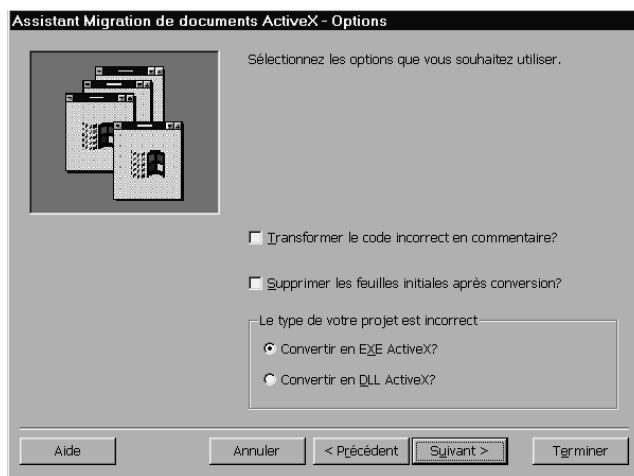 Assistant Migration de documents ActiveX - Options
Sélectionnez les options que vous souhaitez utiliser.
Transformer le code incorrect en commentaire?
Supprimer les feuilles initiales après conversion?
Le type de votre projet est incorrect
Convertir en EXE ActiveX?
Convertir en DLL ActiveX?
Aide
Annuler
< Précédent
Suivant >
Terminer